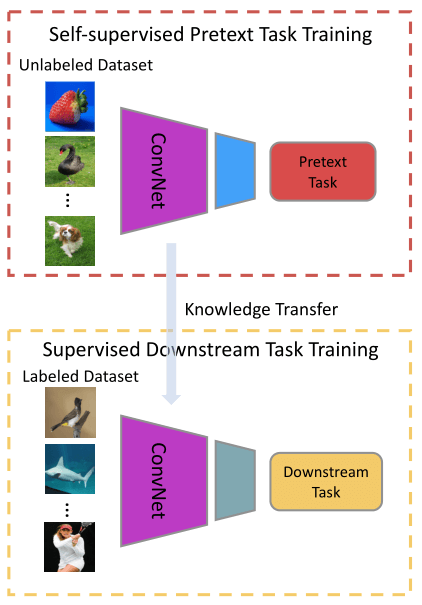 Self-supervised Pretext Task Training
Unlabeled Dataset
ConvNet
Pretext
Task
...
Knowledge Transfer
Supervised Downstream Task Training
Labeled Dataset
ConvNet
Downstream
Task
...